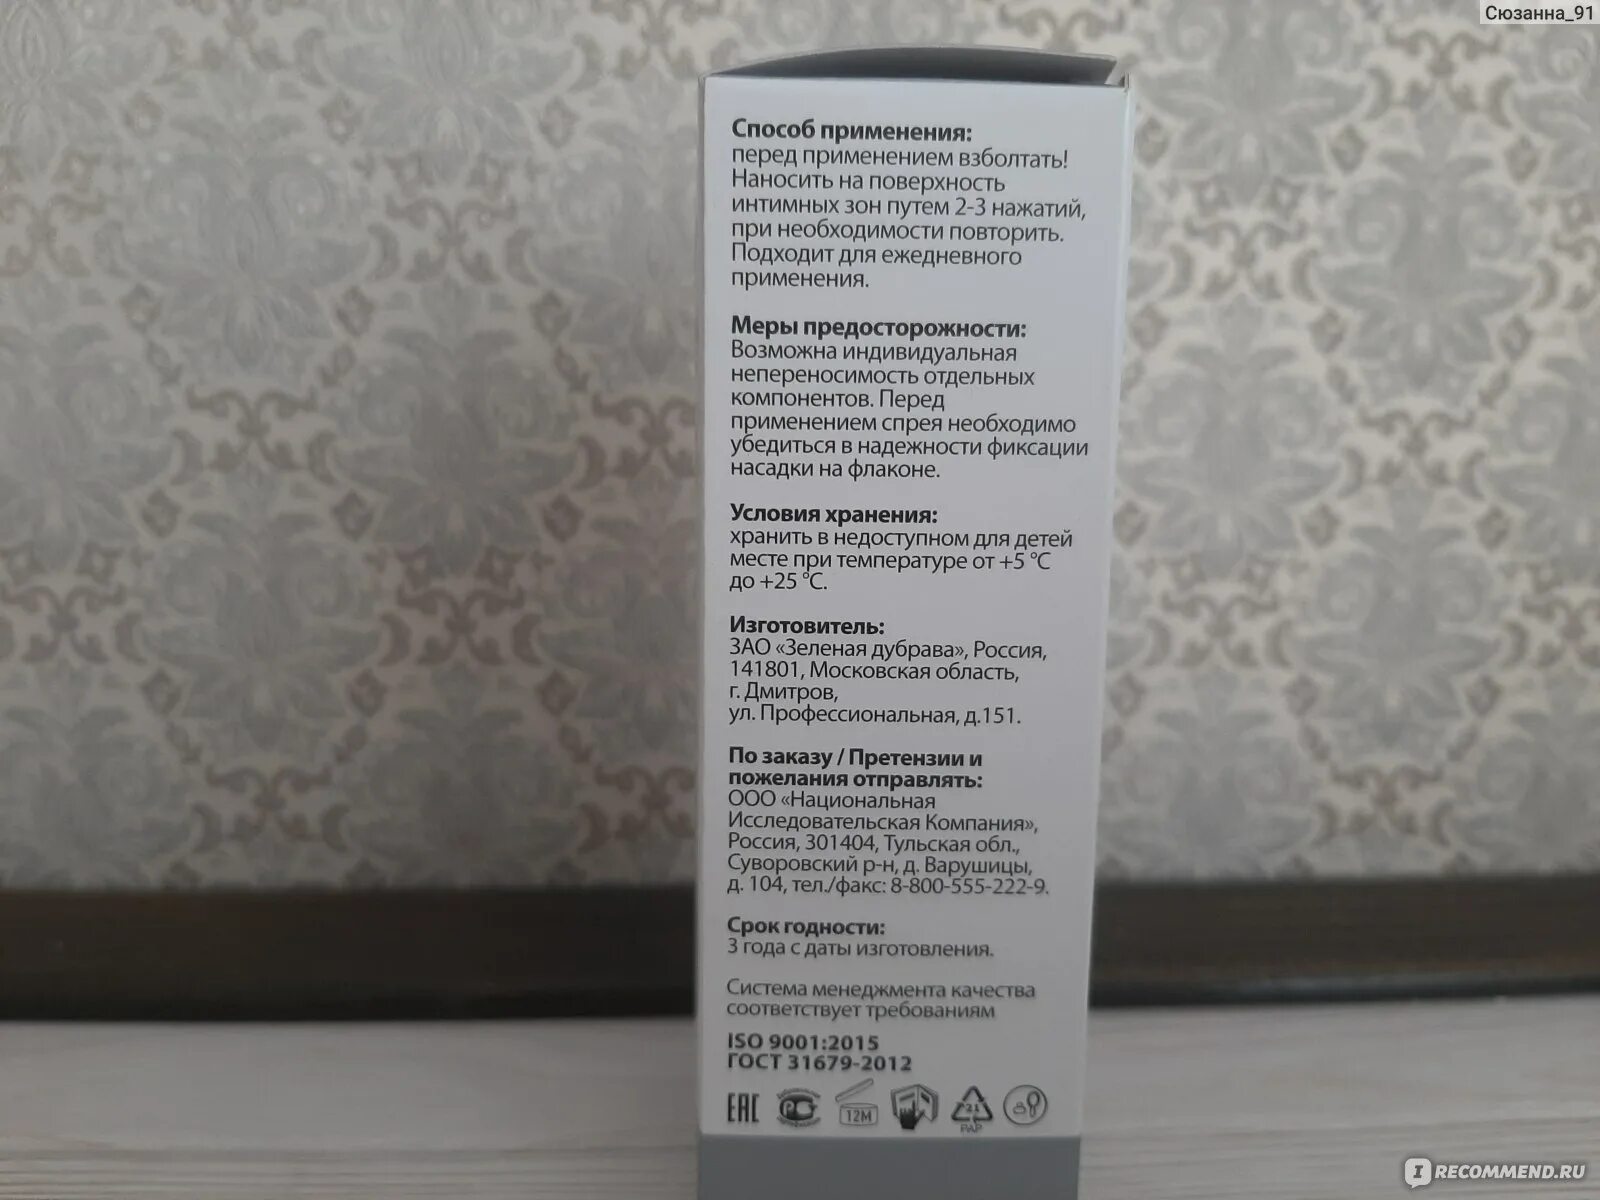 Сюзанна_91
Способ применения:
перед применением взболтать!
Наносить на поверхность
интимных зон путем 2-3 нажатий,
при необходимости повторить.
Подходит для ежедневного
применения.
Меры предосторожности:
Возможна индивидуальная
непереносимость отдельных
компонентов. Перед
применением спрея необходимо
убедиться в надежности фиксации
насадки на флаконе.
Условия хранения:
хранить в недоступном для детей
месте при температуре от +5 °С
до +25 °С.
Изготовитель:
ЗАО «Зеленая дубрава», Россия,
141801, Московская область,
г. Дмитров,
ул. Профессиональная, д.151.
По заказу / Претензии и
пожелания отправлять:
ООО «Национальная
Исследовательская Компания»,
Россия, 301404, Тульская обл.,
Суворовский р-н, д. Варушицы,
д. 104, тел./факс: 8-800-555-222-9.
Срок годности:
3 года с даты изготовления.
Система менеджмента качества
соответствует требованиям
ISO 9001:2015
ГОСТ 31679-2012
EAC РС 12М 21
PAP
I RECOMMEND.RU